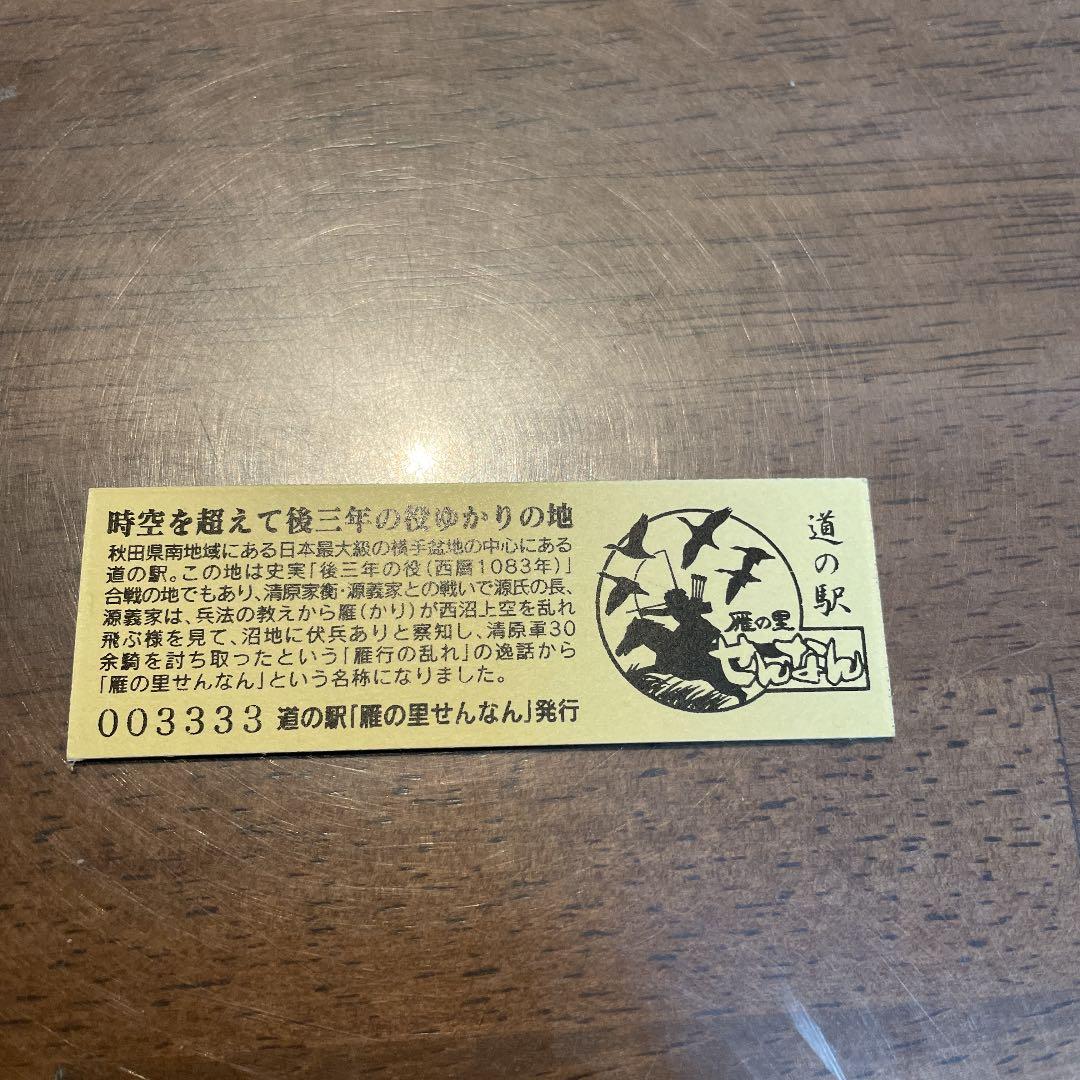 時空を超えて後三年の役ゆかりの地
秋田県南地域にある日本最大級の横手盆地の中心にある
道の駅。この地は史実「後三年の役(西暦1083年)」
合戦の地でもあり、清原家衡・源義家との戦いで源氏の長、
源義家は、兵法の教えから雁(かり)が西沼上空を乱れ
飛ぶ様を見て、沼地に伏兵ありと察知し、清原軍30
余騎を討ち取ったという「雁行の乱れ」の逸話から
「雁の里せんなん」という名称になりました。
003333 道の駅「雁の里せんなん」発行
道の駅
雁の里
せんなん